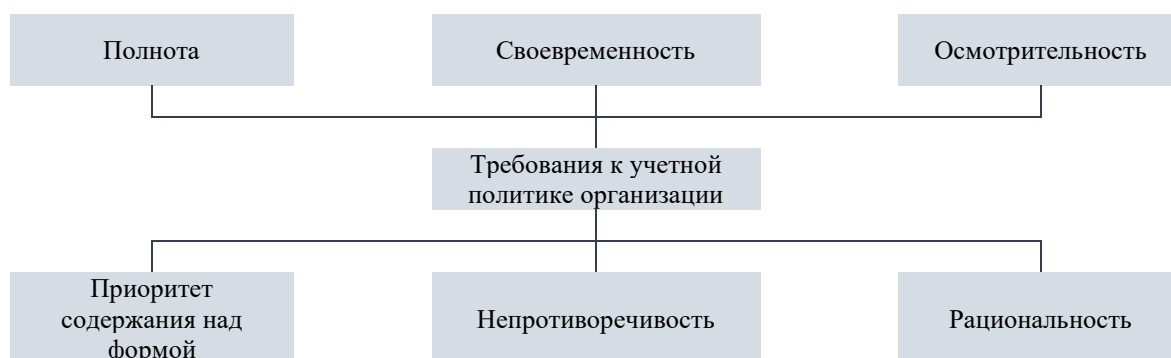 Полнота
Своевременность
Осмотрительность
Требования к учетной
политике организации
Приоритет
содержания над
формой
Непротиворечивость
Рациональность